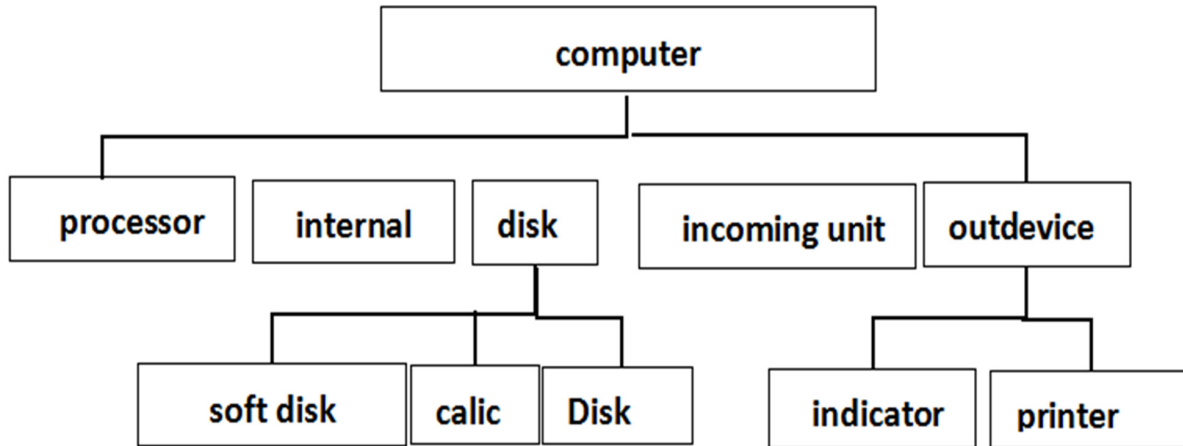 computer
processor
internal
disk
incoming unit
outdevice
soft disk
calic
Disk
indicator
printer